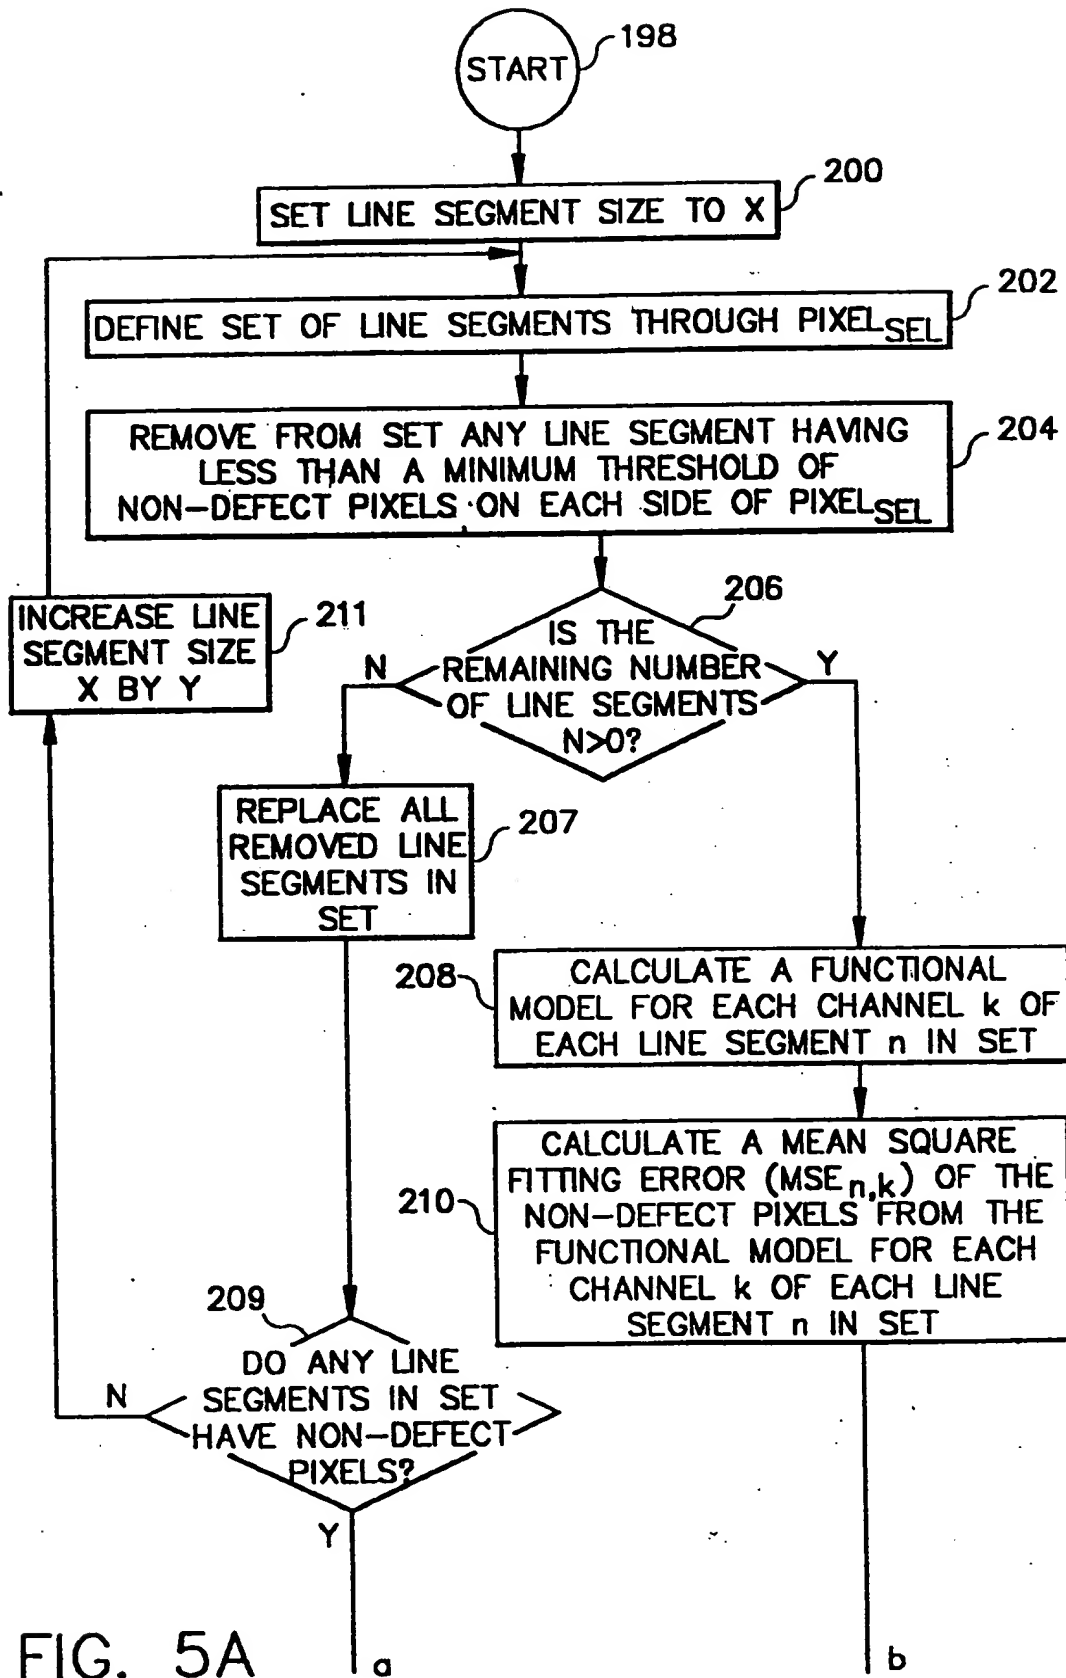 START
198
200
SET LINE SEGMENT SIZE TO X
202
DEFINE SET OF LINE SEGMENTS THROUGH PIXELSEL
REMOVE FROM SET ANY LINE SEGMENT HAVING
LESS THAN A MINIMUM THRESHOLD OF
NON-DEFECT PIXELS ON EACH SIDE OF PIXELSEL
204
206
IS THE
REMAINING NUMBER
OF LINE SEGMENTS
N>0?
N
Y
INCREASE LINE
SEGMENT SIZE
X BY Y
211
REPLACE ALL
REMOVED LINE
SEGMENTS IN
SET
207
208
CALCULATE A FUNCTIONAL
MODEL FOR EACH CHANNEL k OF
EACH LINE SEGMENT n IN SET
210
CALCULATE A MEAN SQUARE
FITTING ERROR (MSEn,k) OF THE
NON-DEFECT PIXELS FROM THE
FUNCTIONAL MODEL FOR EACH
CHANNEL k OF EACH LINE
SEGMENT n IN SET
209
DO ANY LINE
SEGMENTS IN SET
HAVE NON-DEFECT
PIXELS?
N
Y
FIG. 5A
a
b